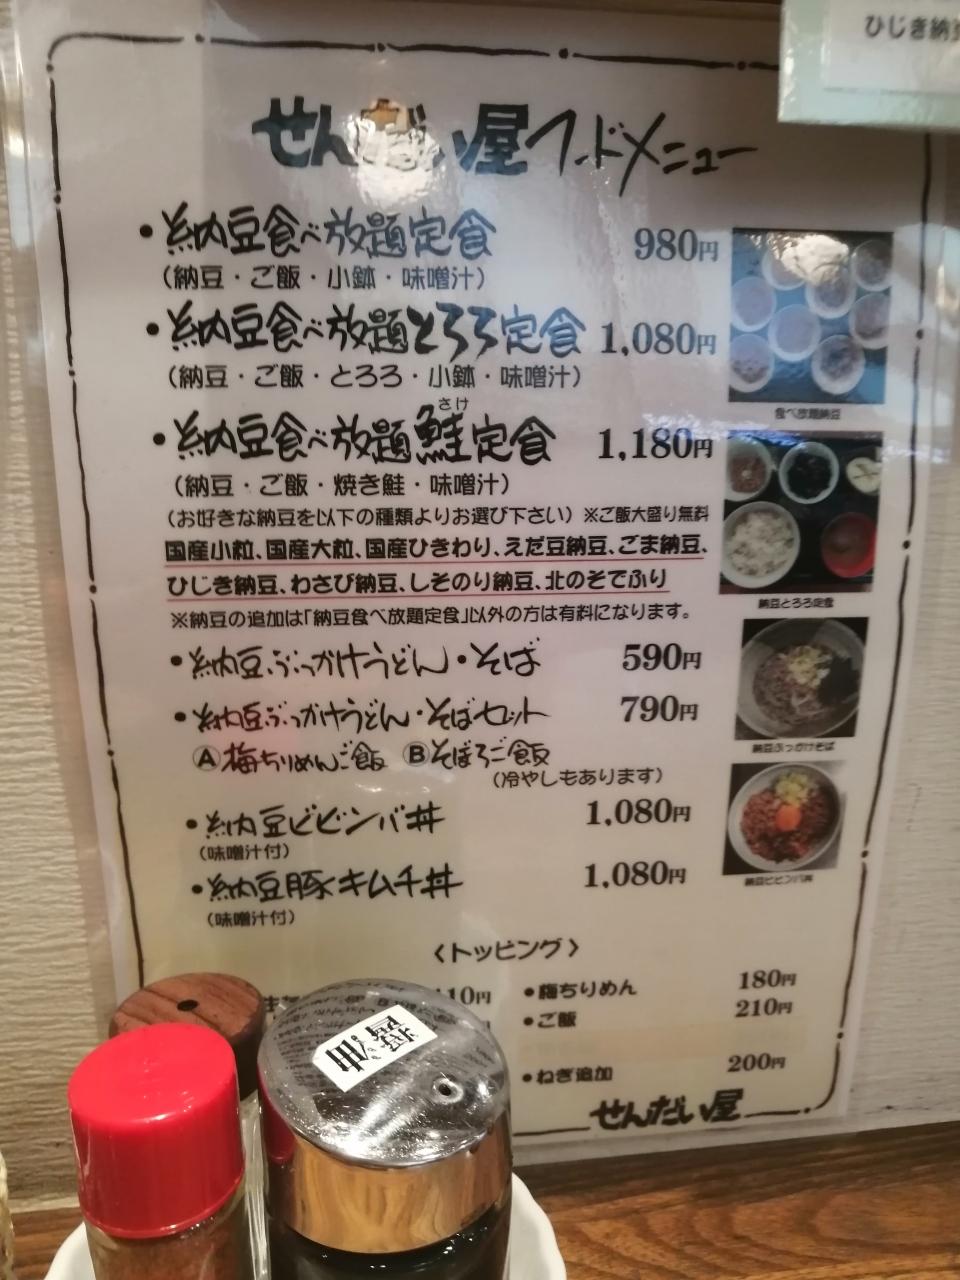 ひじき納豆
せんだい屋フードメニュー
・納豆食べ放題定食 980円
(納豆・ご飯・小鉢・味噌汁)
・納豆食べ放題とろろ定食 1,080円
(納豆・ご飯・とろろ・小鉢・味噌汁)
さけ
・納豆食べ放題鮭定食 1,180円
(納豆・ご飯・焼き鮭・味噌汁)
(お好きな納豆を以下の種類よりお選び下さい) ※ご飯大盛り無料
国産小粒、国産大粒、国産ひきわり、えだ豆納豆、ごま納豆、
ひじき納豆、わさび納豆、しそのり納豆、北のそでふり
※納豆の追加は「納豆食べ放題定食」以外の方は有料になります。
・納豆ぶっかけうどん・そば 590円
・納豆ぶっかけうどん・そばセット 790円
Ⓐ梅ちりめんご飯 Ⓑそぼろご飯
(冷やしもあります)
・納豆ビビンバ丼 1,080円
(味噌汁付)
・納豆豚キムチ丼 1,080円
(味噌汁付)
食べ放題納豆
納豆とろろ定食
納豆ぶっかけそば
納豆ビビンバ丼
〈トッピング〉
110円
・梅ちりめん 180円
・ご飯 210円
・ねぎ追加 200円
せんだい屋
醤油